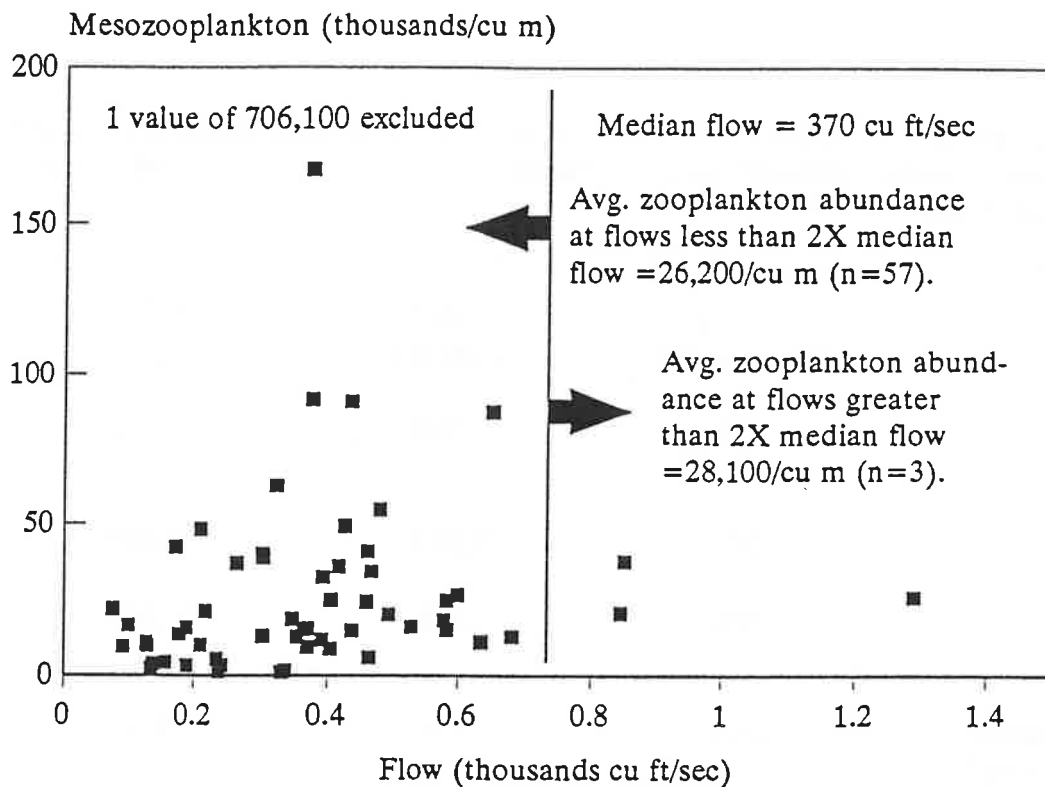 Mesozooplankton (thousands/cu m)
200
150
100
50
0
1 value of 706,100 excluded
Median flow = 370 cu ft/sec
Avg. zooplankton abundance
at flows less than 2X median
flow =26,200/cu m (n=57).
Avg. zooplankton abund-
ance at flows greater
than 2X median flow
=28,100/cu m (n=3).
0 0.2 0.4 0.6 0.8 1 1.2 1.4
Flow (thousands cu ft/sec)